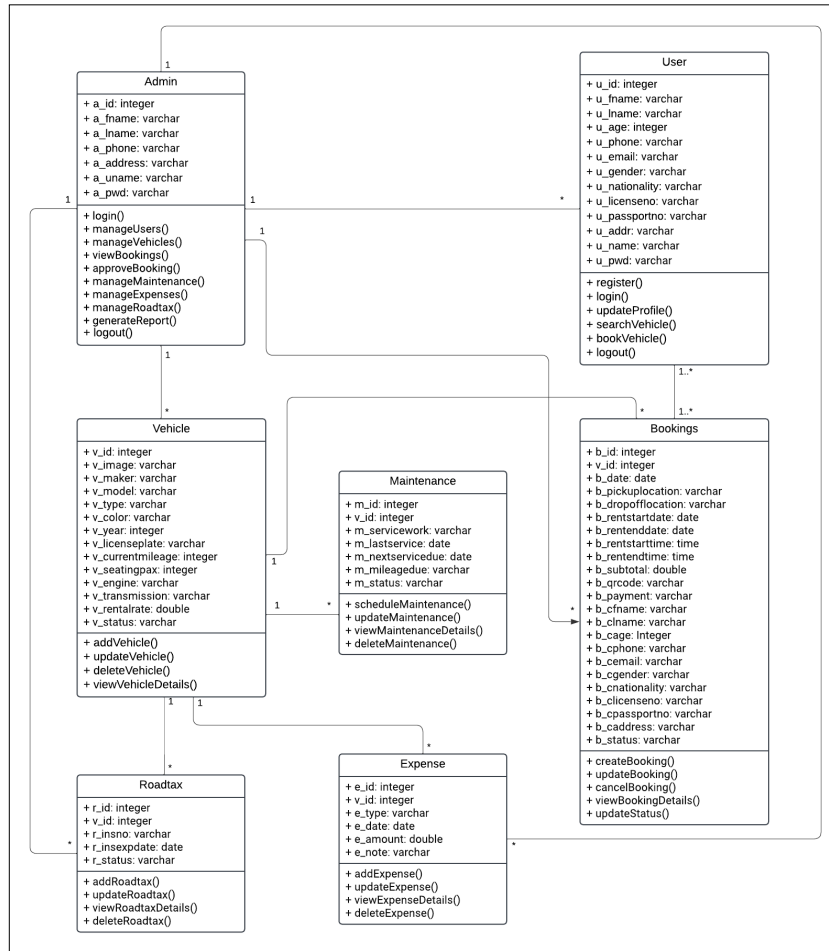 1
Admin
+ a_id: integer
+ a_fname: varchar
+ a_lname: varchar
+ a_phone: varchar
+ a_address: varchar
+ a_uname: varchar
+ a_pwd: varchar
+ login()
+ manageUsers()
+ manageVehicles()
+ viewBookings()
+ approveBooking()
+ manageMaintenance()
+ manageExpenses()
+ manageRoadtax()
+ generateReport()
+ logout()
1
1
*
1
1
*
User
+ u_id: integer
+ u_fname: varchar
+ u_lname: varchar
+ u_age: integer
+ u_phone: varchar
+ u_email: varchar
+ u_gender: varchar
+ u_nationality: varchar
+ u_licenseno: varchar
+ u_passportno: varchar
+ u_addr: varchar
+ u_name: varchar
+ u_pwd: varchar
+ register()
+ login()
+ updateProfile()
+ searchVehicle()
+ bookVehicle()
+ logout()
1..*
1..*
*
*
Vehicle
+ v_id: integer
+ v_image: varchar
+ v_maker: varchar
+ v_model: varchar
+ v_type: varchar
+ v_color: varchar
+ v_year: integer
+ v_licenseplate: varchar
+ v_currentmileage: integer
+ v_seatingpax: integer
+ v_engine: varchar
+ v_transmission: varchar
+ v_rentalrate: double
+ v_status: varchar
+ addVehicle()
+ updateVehicle()
+ deleteVehicle()
+ viewVehicleDetails()
1
1
*
1
1
Maintenance
+ m_id: integer
+ v_id: integer
+ m_servicework: varchar
+ m_lastservice: date
+ m_nextservicedue: date
+ m_mileagedue: varchar
+ m_status: varchar
+ scheduleMaintenance()
+ updateMaintenance()
+ viewMaintenanceDetails()
+ deleteMaintenance()
Bookings
+ b_id: integer
+ v_id: integer
+ b_date: date
+ b_pickuplocation: varchar
+ b_dropofflocation: varchar
+ b_rentstartdate: date
+ b_rentenddate: date
+ b_rentstarttime: time
+ b_rentendtime: time
+ b_subtotal: double
+ b_qrcode: varchar
+ b_payment: varchar
+ b_cfname: varchar
+ b_clname: varchar
+ b_cage: Integer
+ b_cphone: varchar
+ b_cemail: varchar
+ b_cgender: varchar
+ b_cnationality: varchar
+ b_clicenseno: varchar
+ b_cpassportno: varchar
+ b_caddress: varchar
+ b_status: varchar
+ createBooking()
+ updateBooking()
+ cancelBooking()
+ viewBookingDetails()
+ updateStatus()
*
*
*
Roadtax
+ r_id: integer
+ v_id: integer
+ r_insno: varchar
+ r_insexpdate: date
+ r_status: varchar
+ addRoadtax()
+ updateRoadtax()
+ viewRoadtaxDetails()
+ deleteRoadtax()
*
Expense
+ e_id: integer
+ v_id: integer
+ e_type: varchar
+ e_date: date
+ e_amount: double
+ e_note: varchar
+ addExpense()
+ updateExpense()
+ viewExpenseDetails()
+ deleteExpense()
*